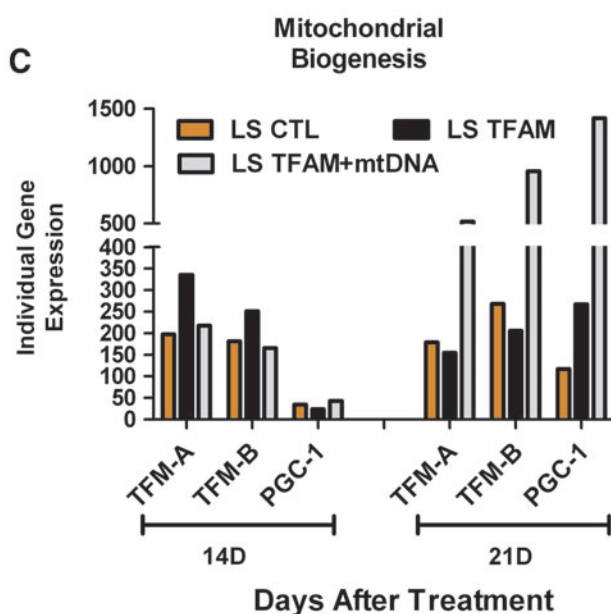 C
Mitochondrial
Biogenesis
Individual Gene
Expression
1500
1000
500
400
350
250
300
200
150
100
50
0
LS CTL
LS TFAM
LS TFAM+mtDNA
TFM-A
TFM-B
PGC-1
TFM-A
TFM-B
PGC-1
14D
21D
Days After Treatment